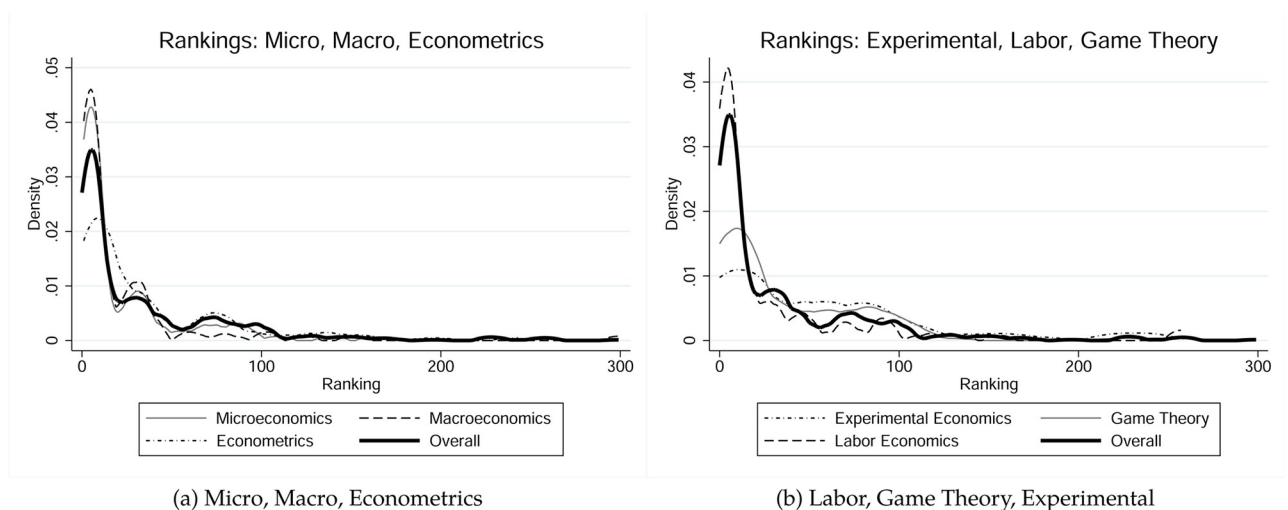 Rankings: Micro, Macro, Econometrics
.05
.04
.03
.02
.01
0
Density
0 100 200 300
Ranking
Microeconomics Macroeconomics
Econometrics Overall
(a) Micro, Macro, Econometrics
Rankings: Experimental, Labor, Game Theory
.04
.03
.02
.01
0
Density
0 100 200 300
Ranking
Experimental Economics Game Theory
Labor Economics Overall
(b) Labor, Game Theory, Experimental